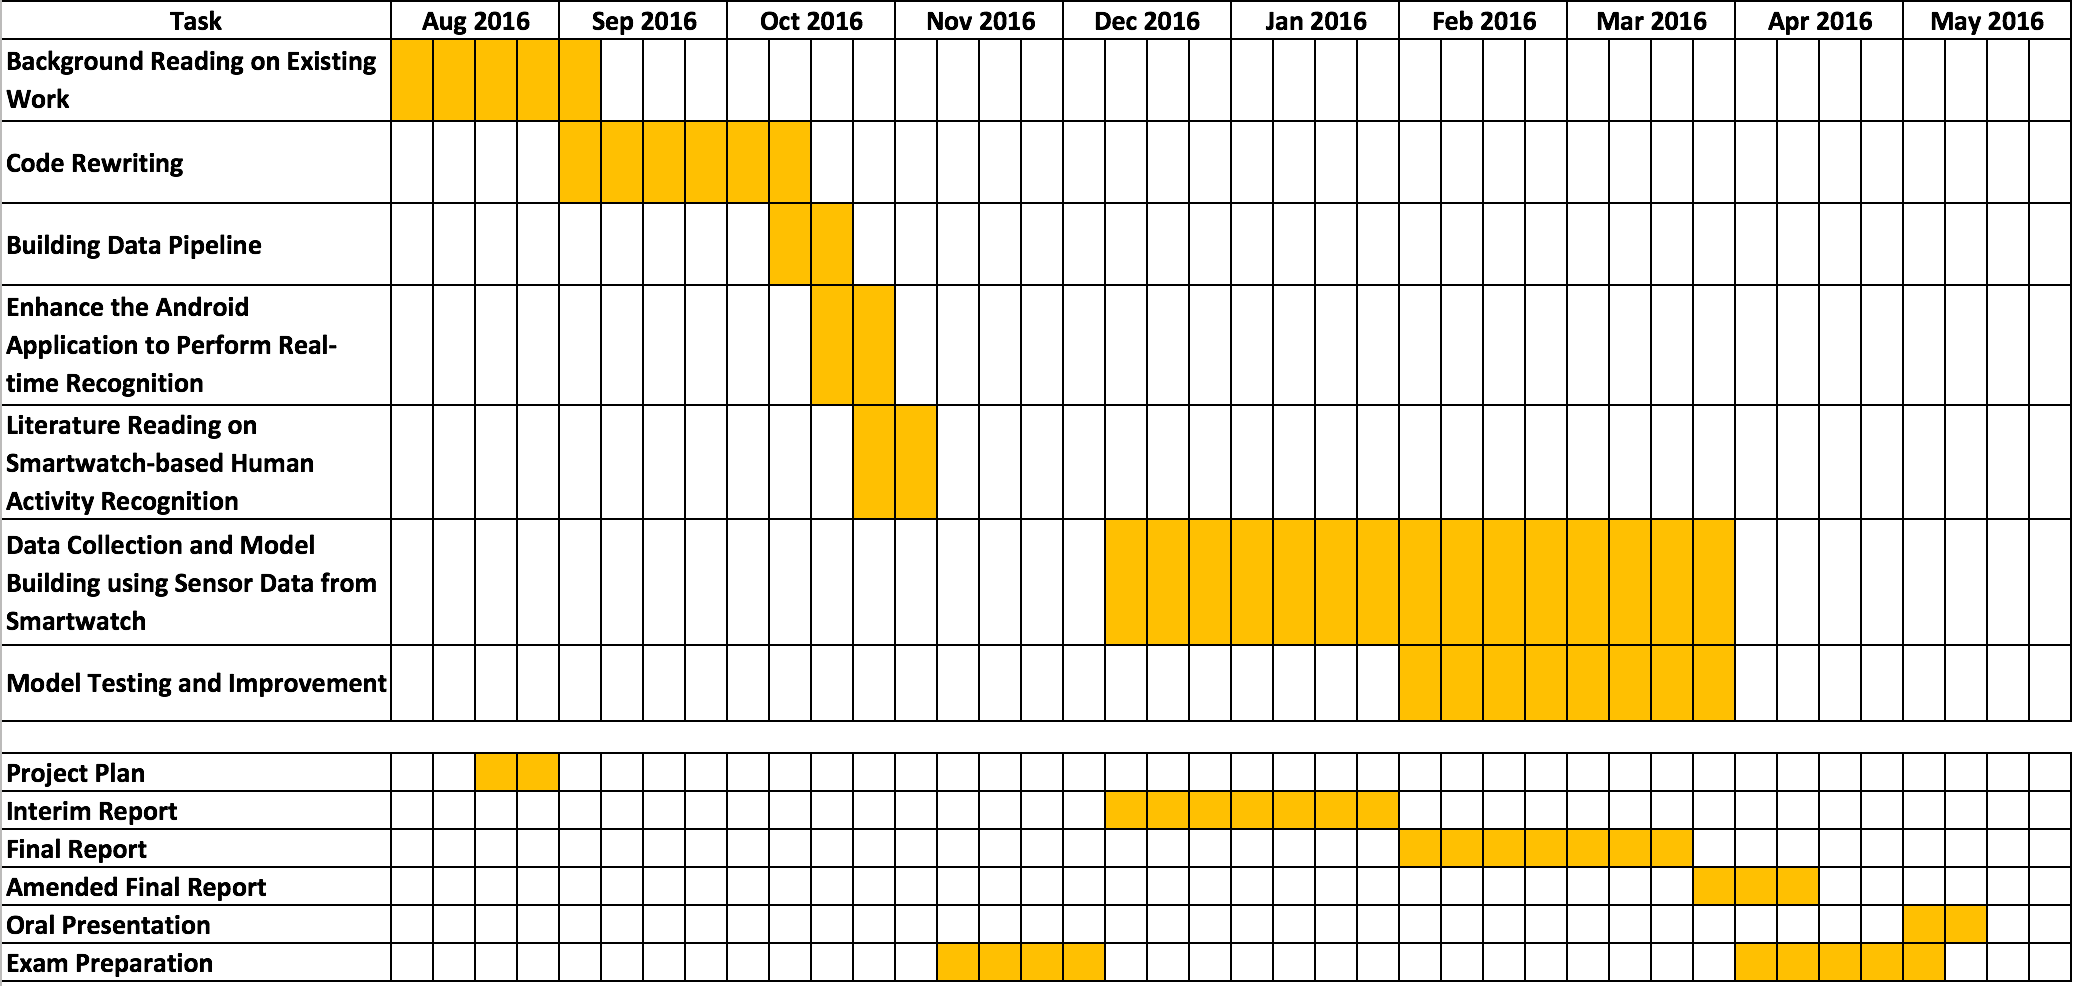 Task Aug 2016 Sep 2016 Oct 2016 Nov 2016 Dec 2016 Jan 2016 Feb 2016 Mar 2016 Apr 2016 May 2016
Background Reading on Existing
Work
Code Rewriting
Building Data Pipeline
Enhance the Android
Application to Perform Real-
time Recognition
Literature Reading on
Smartwatch-based Human
Activity Recognition
Data Collection and Model
Building using Sensor Data from
Smartwatch
Model Testing and Improvement
Project Plan
Interim Report
Final Report
Amended Final Report
Oral Presentation
Exam Preparation